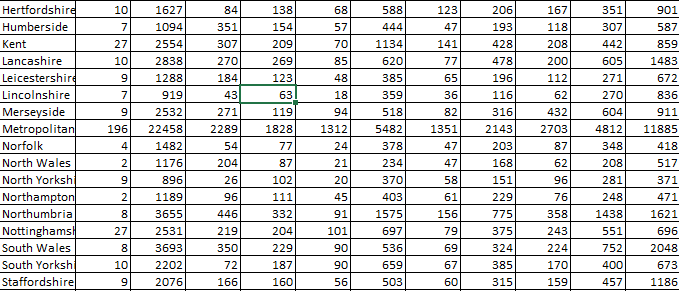 Hertfordshire 10 1627 84 138 68 588 123 206 167 351 901
Humberside 7 1094 351 154 57 444 47 193 118 307 587
Kent 27 2554 307 209 70 1134 141 428 208 442 859
Lancashire 10 2838 270 269 85 620 77 478 200 605 1483
Leicestershire 9 1288 184 123 48 385 65 196 112 271 672
Lincolnshire 7 919 43 63 18 359 36 116 62 270 836
Merseyside 9 2532 271 119 94 518 82 316 432 604 911
Metropolitan 196 22458 2289 1828 1312 5482 1351 2143 2703 4812 11885
Norfolk 4 1482 54 77 24 378 47 203 87 348 418
North Wales 2 1176 204 87 21 234 47 168 62 208 517
North Yorkshi 9 896 26 102 20 370 58 151 96 281 371
Northampton 2 1189 96 111 45 403 61 229 76 248 471
Northumbria 8 3655 446 332 91 1575 156 775 358 1438 1621
Nottinghamsh 27 2531 219 204 101 697 79 375 243 551 696
South Wales 8 3693 350 229 90 536 69 324 224 752 2048
South Yorkshi 10 2202 72 187 90 659 67 385 170 400 673
Staffordshire 9 2076 166 160 56 503 60 315 159 457 1186